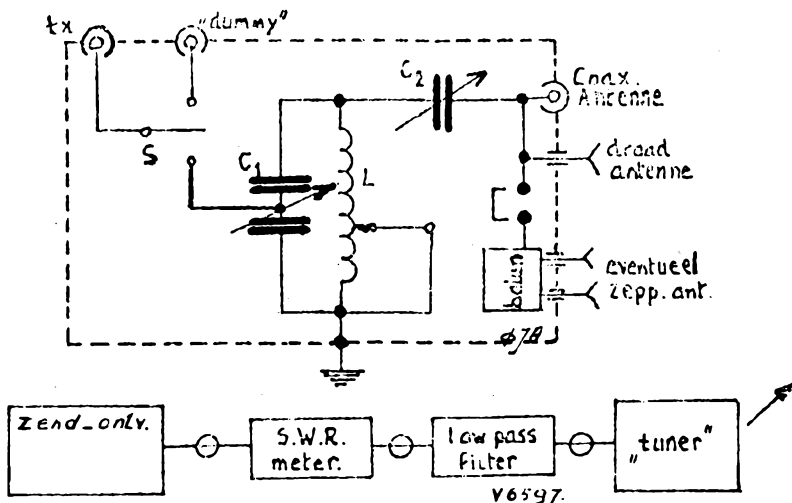 tx
"dummy"
S
C1
L
C2
Coax.
Antenne
draad
antenne
balun
eventueel
zepp. ant.
zend_ontv.
S.W.R.
meter.
low pass
filter
"tuner"
V6597.